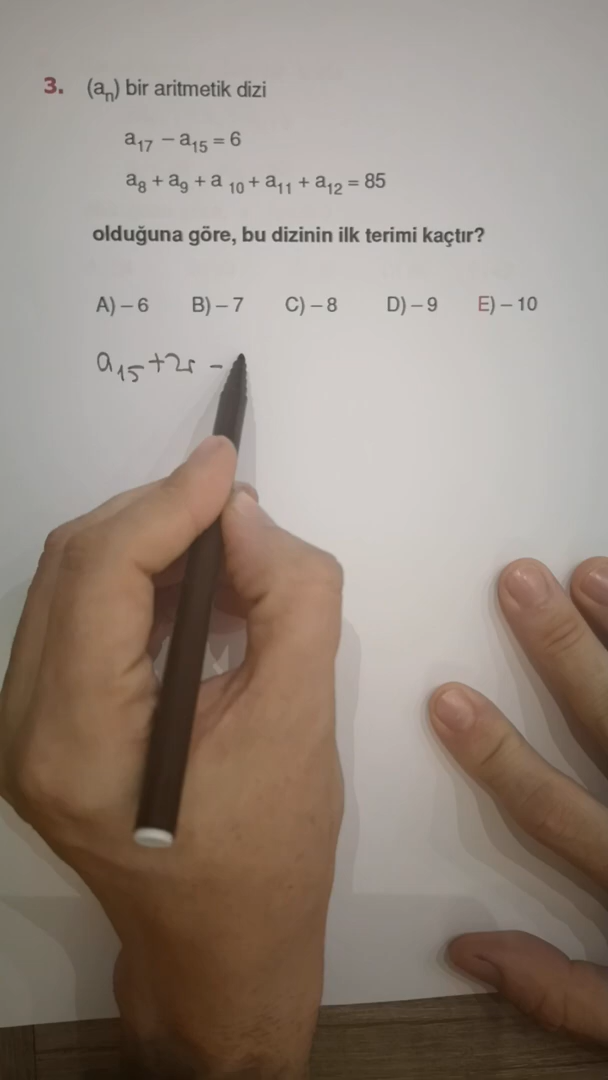 3. (aₙ) bir aritmetik dizi
a₁₇ – a₁₅ = 6
a₈ + a₉ + a ₁₀ + a₁₁ + a₁₂ = 85
olduğuna göre, bu dizinin ilk terimi kaçtır?
A) – 6 B) – 7 C) – 8 D) – 9 E) – 10
a₁₅ + 2r -